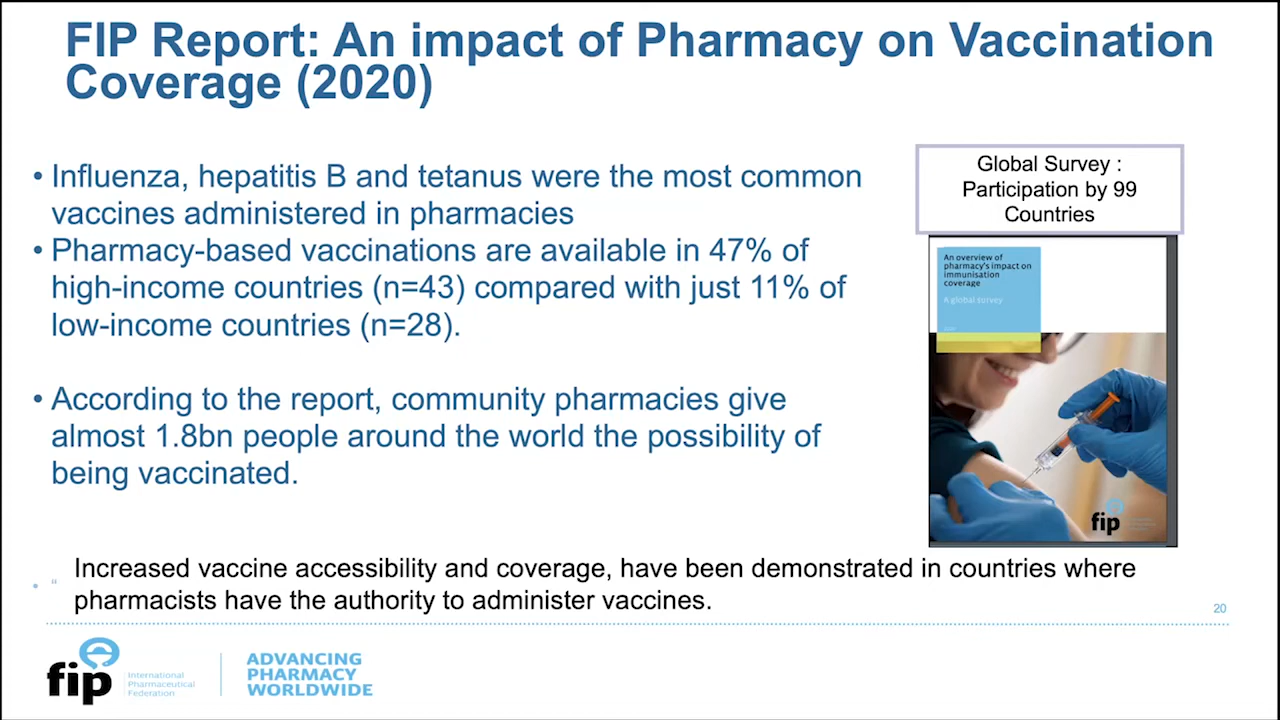 FIP Report: An impact of Pharmacy on Vaccination
Coverage (2020)
• Influenza, hepatitis B and tetanus were the most common
vaccines administered in pharmacies
• Pharmacy-based vaccinations are available in 47% of
high-income countries (n=43) compared with just 11% of
low-income countries (n=28).
• According to the report, community pharmacies give
almost 1.8bn people around the world the possibility of
being vaccinated.
Global Survey :
Participation by 99
Countries
An overview of
pharmacy's impact on
immunisation
coverage
A global survey
fip
• “
Increased vaccine accessibility and coverage, have been demonstrated in countries where
pharmacists have the authority to administer vaccines.
20
fip
International
Pharmaceutical
Federation
ADVANCING
PHARMACY
WORLDWIDE